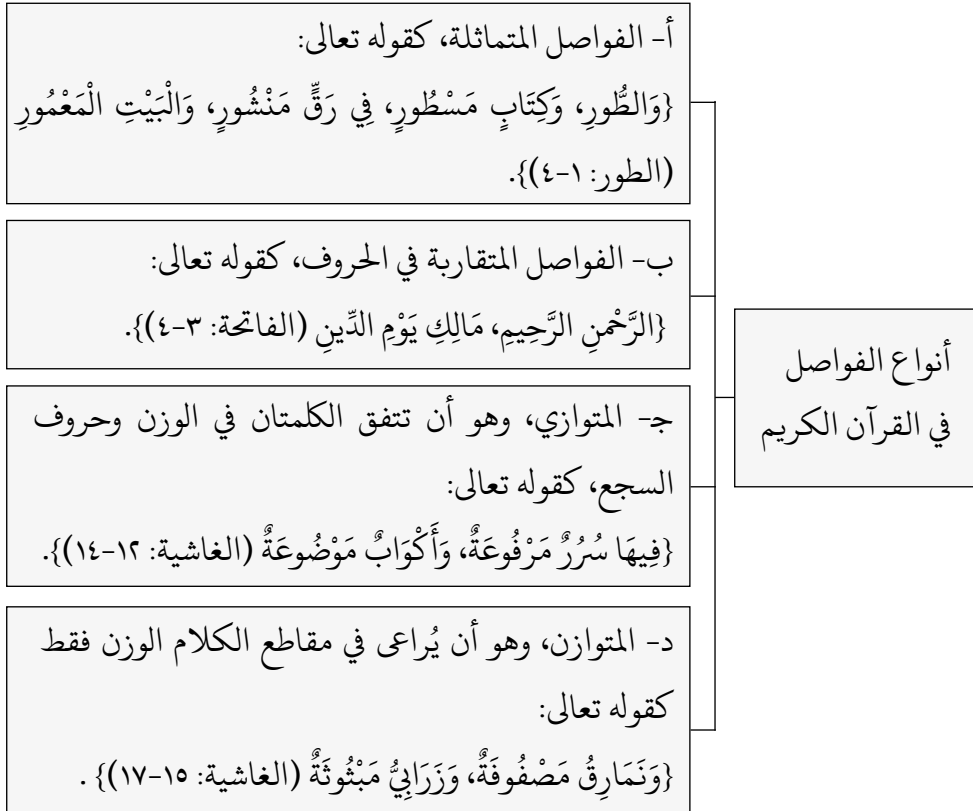 أنواع الفواصل
في القرآن الكريم
أ- الفواصل المتماثلة، كقوله تعالى:
{وَالطُّورِ، وَكِتَابٍ مَسْطُورٍ، فِي رَقٍّ مَنْشُورٍ، وَالْبَيْتِ الْمَعْمُورِ
(الطور: ١-٤)}.
ب- الفواصل المتقاربة في الحروف، كقوله تعالى:
{الرَّحْمنِ الرَّحِيمِ، مَالِكِ يَوْمِ الدِّينِ (الفاتحة: ٣-٤)}.
جـ- المتوازي، وهو أن تتفق الكلمتان في الوزن وحروف
السجع، كقوله تعالى:
{فِيهَا سُرُرٌ مَرْفُوعَةٌ، وَأَكْوَابٌ مَوْضُوعَةٌ (الغاشية: ١٢-١٤)}.
د- المتوازن، وهو أن يُراعى في مقاطع الكلام الوزن فقط
كقوله تعالى:
{وَنَمَارِقُ مَصْفُوفَةٌ، وَزَرَابِيُّ مَبْثُوثَةٌ (الغاشية: ١٥-١٧)} .